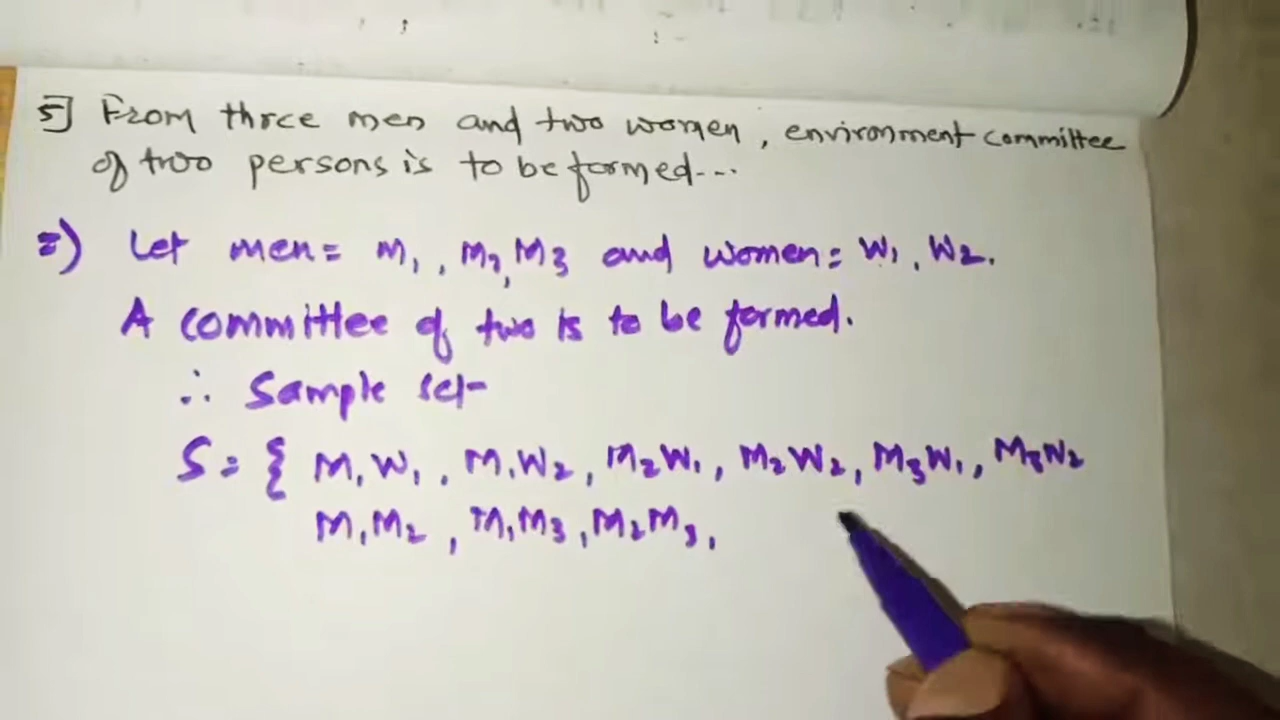 5] From three men and two women, environment committee
of two persons is to be formed...
=) Let men = M₁, M₂, M₃ and women = W₁, W₂.
A committee of two is to be formed.
∴ Sample set
S = { M₁W₁, M₁W₂, M₂W₁, M₂W₂, M₃W₁, M₃W₂
M₁M₂, M₁M₃, M₂M₃,